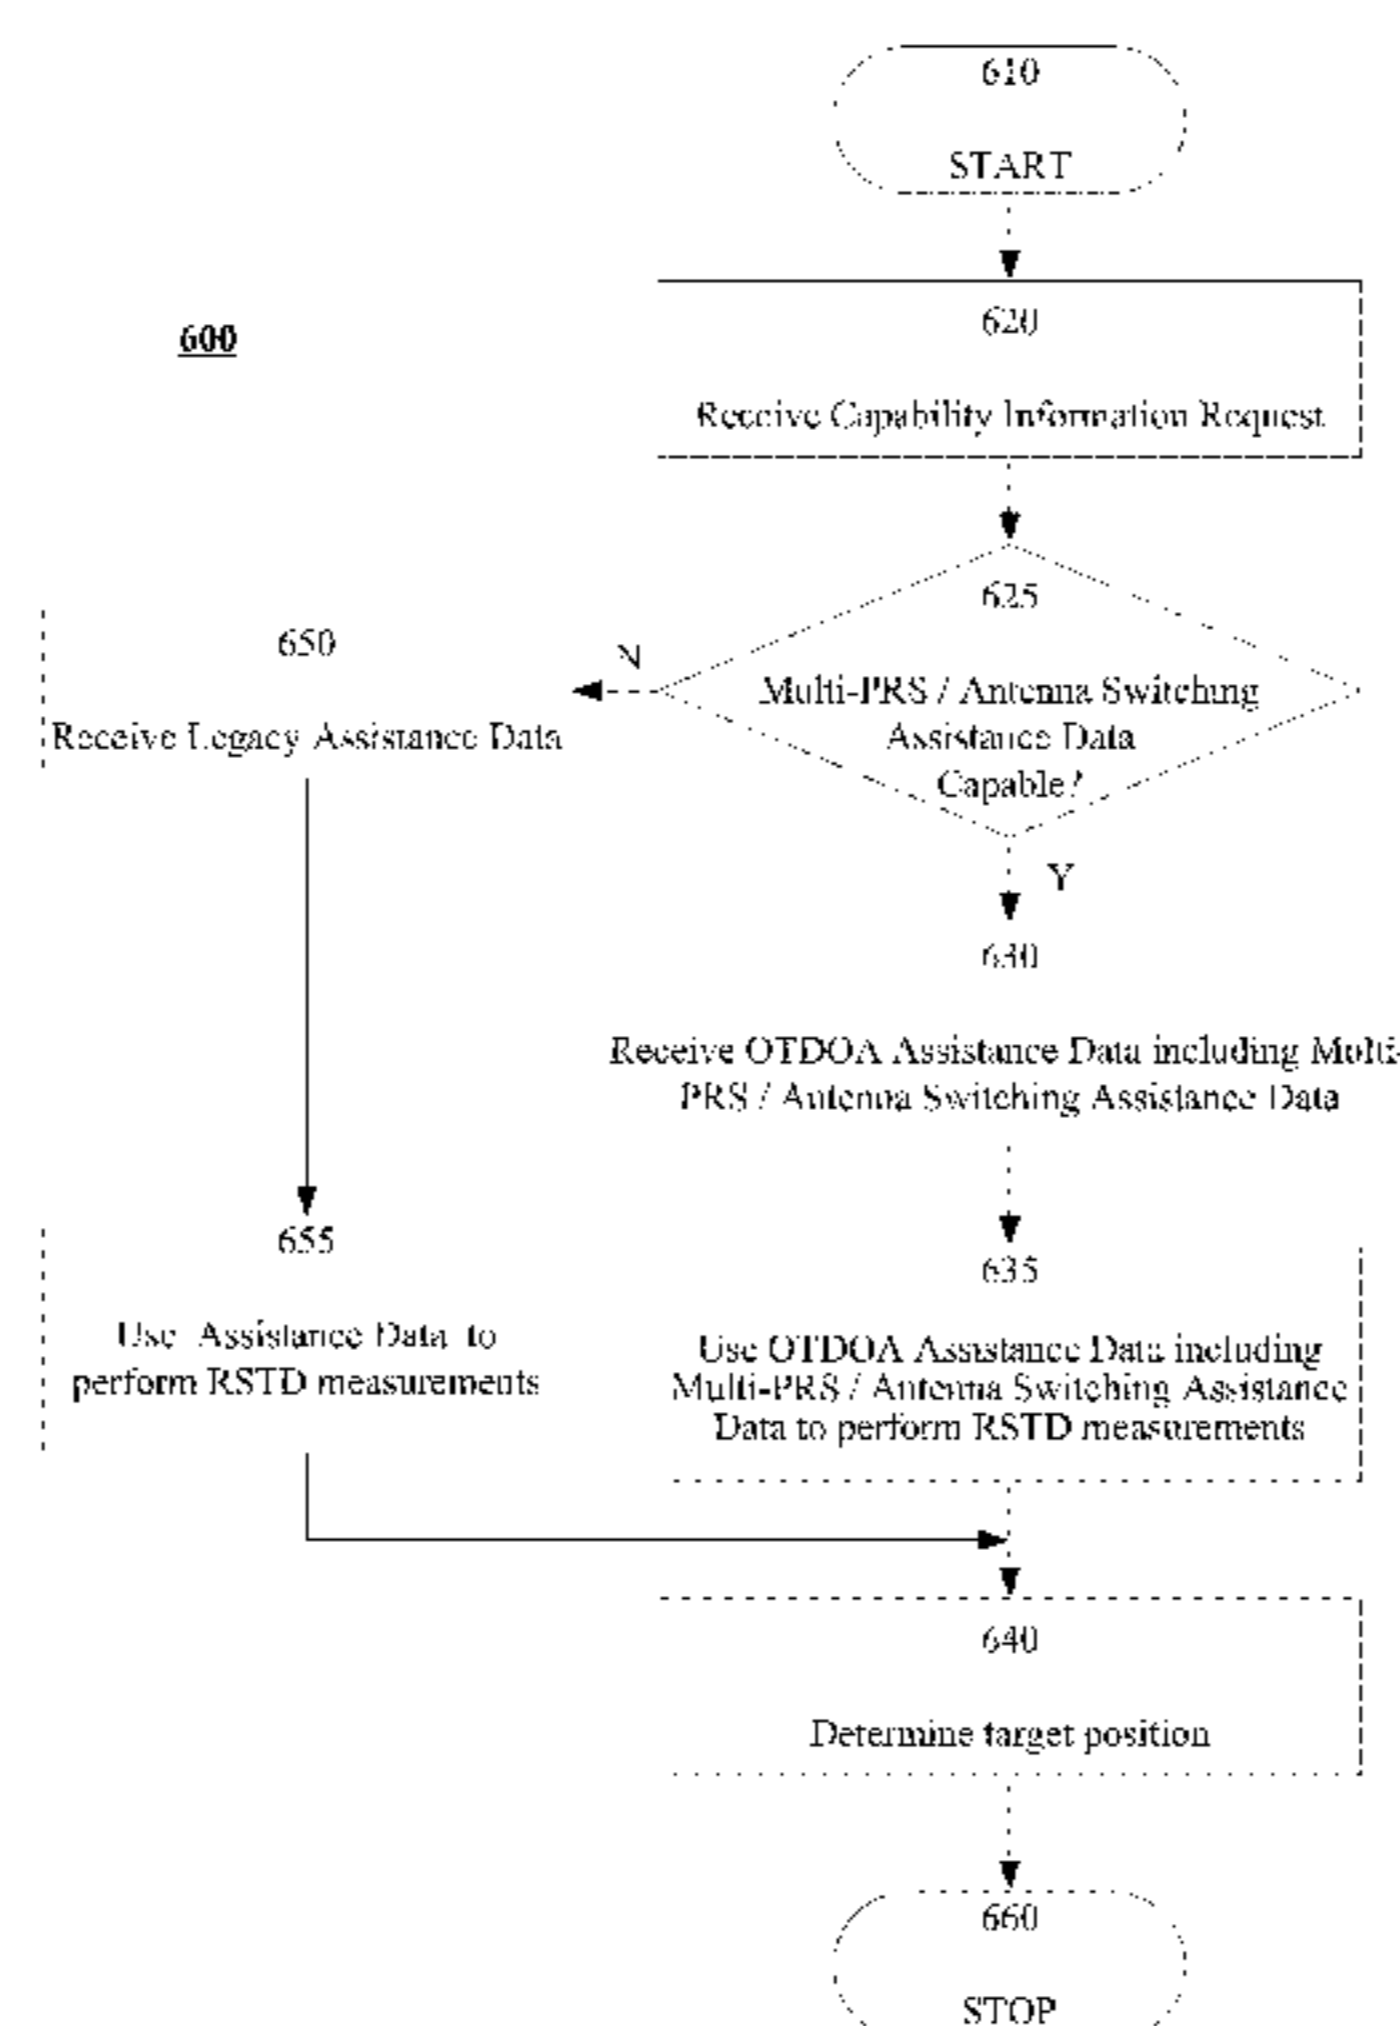 610
START
600
620
Receive Capability Information Request
625
Multi-PRS / Antenna Switching
Assistance Data
Capable?
N
650
Receive Legacy Assistance Data
Y
630
Receive OTDOA Assistance Data including Multi-
PRS / Antenna Switching Assistance Data
655
Use Assistance Data to
perform RSTD measurements
635
Use OTDOA Assistance Data including
Multi-PRS / Antenna Switching Assistance
Data to perform RSTD measurements
640
Determine target position
660
STOP